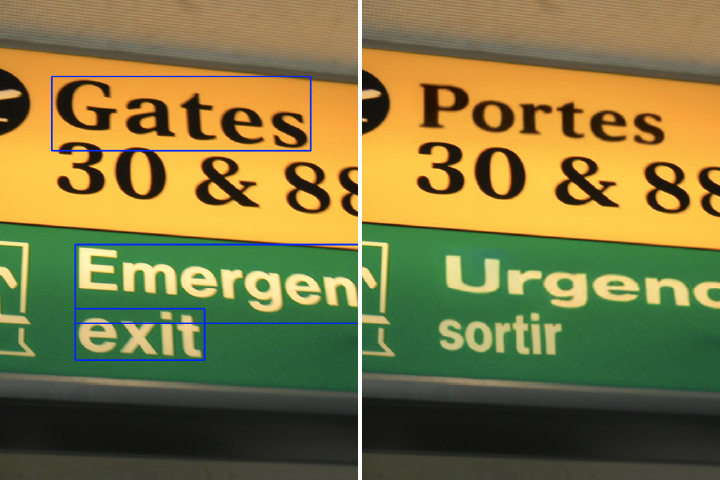 Gates
30 & 88
Emergen
exit
Portes
30 & 88
Urgenc
sortir